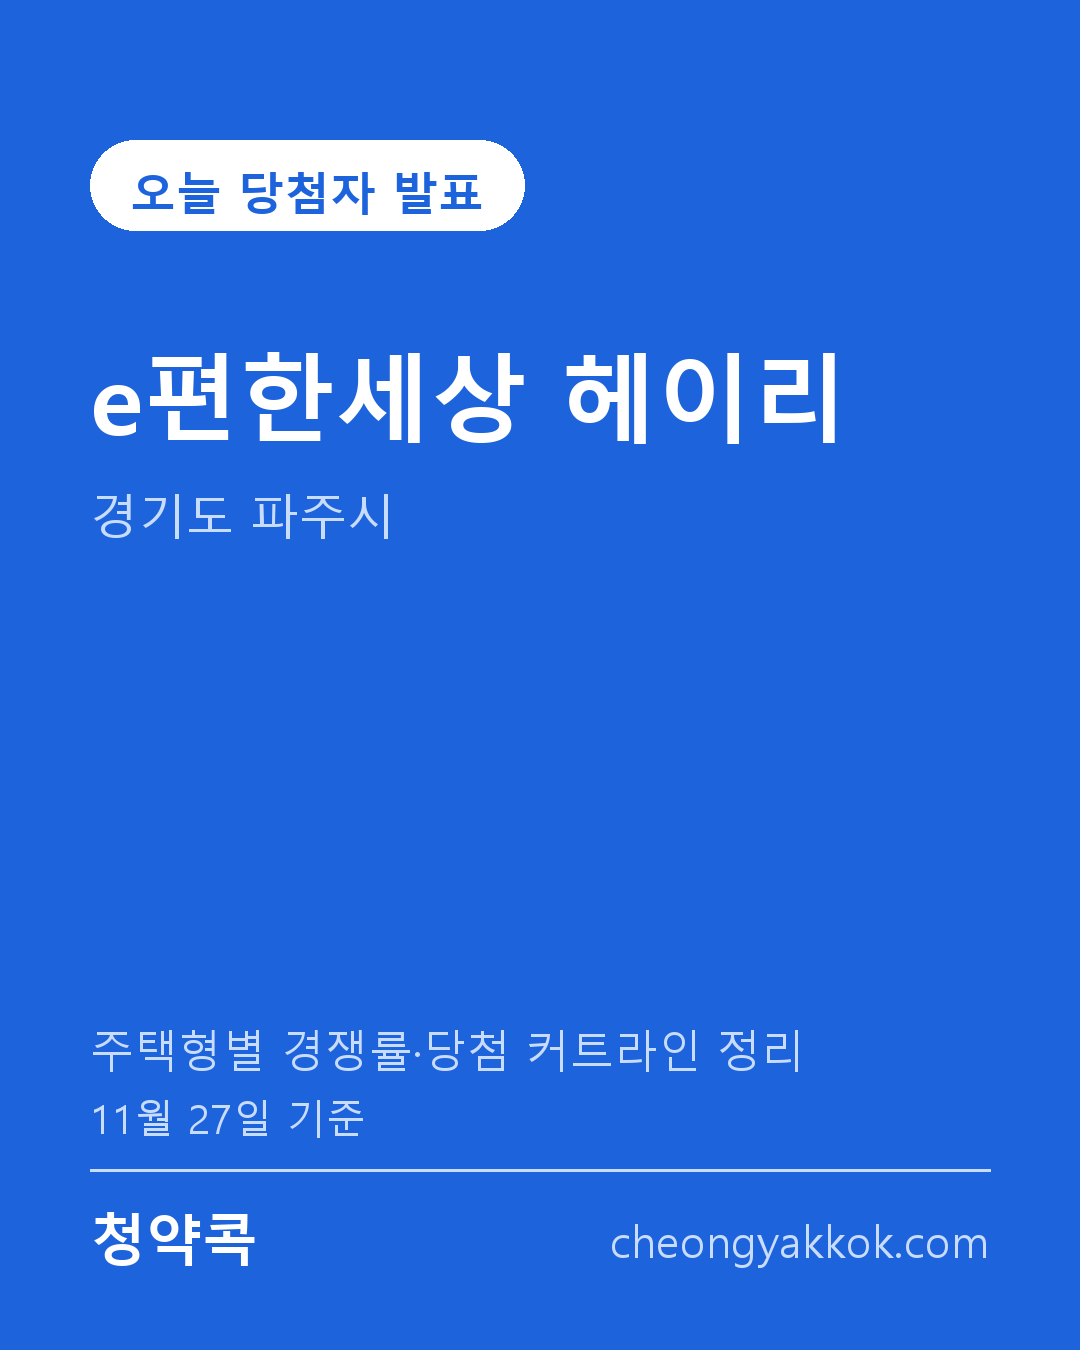 오늘 당첨자 발표
e편한세상 헤이리
경기도 파주시
주택형별 경쟁률·당첨 커트라인 정리
11월 27일 기준
청약콕
cheongyakkok.com